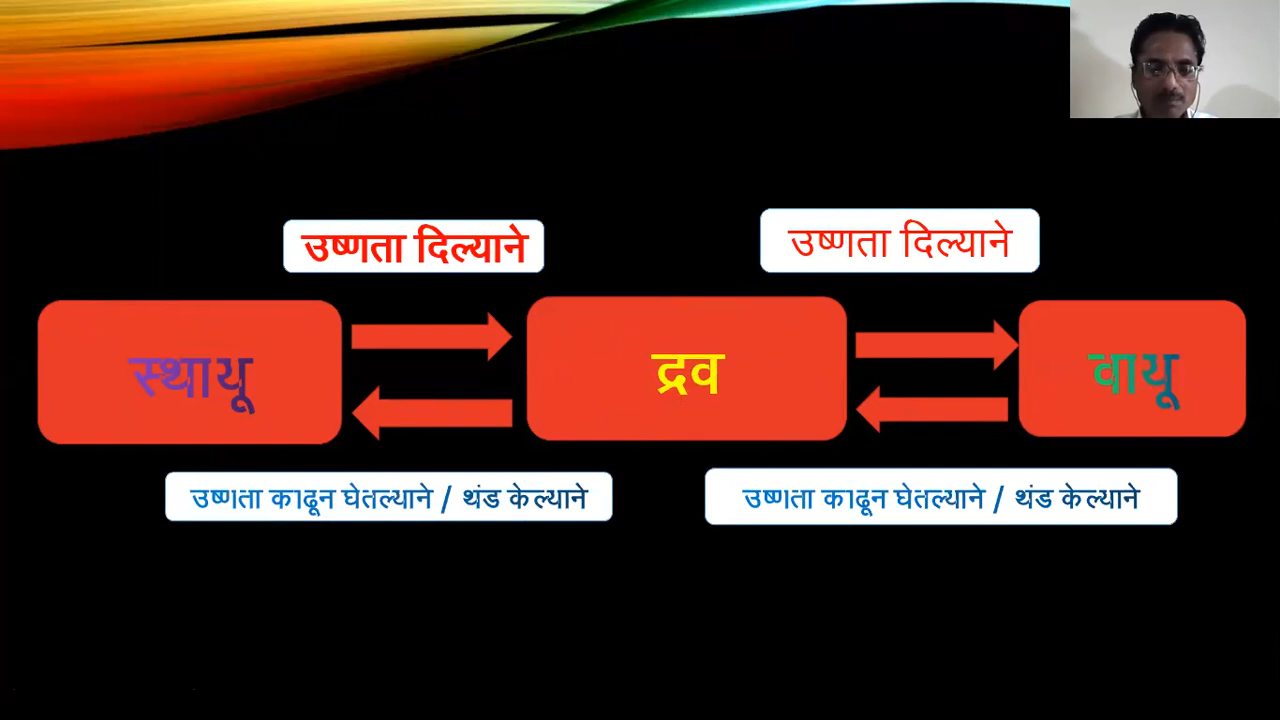 उष्णता दिल्याने
उष्णता दिल्याने
स्थायू
द्रव
वायू
उष्णता काढून घेतल्याने / थंड केल्याने
उष्णता काढून घेतल्याने / थंड केल्याने